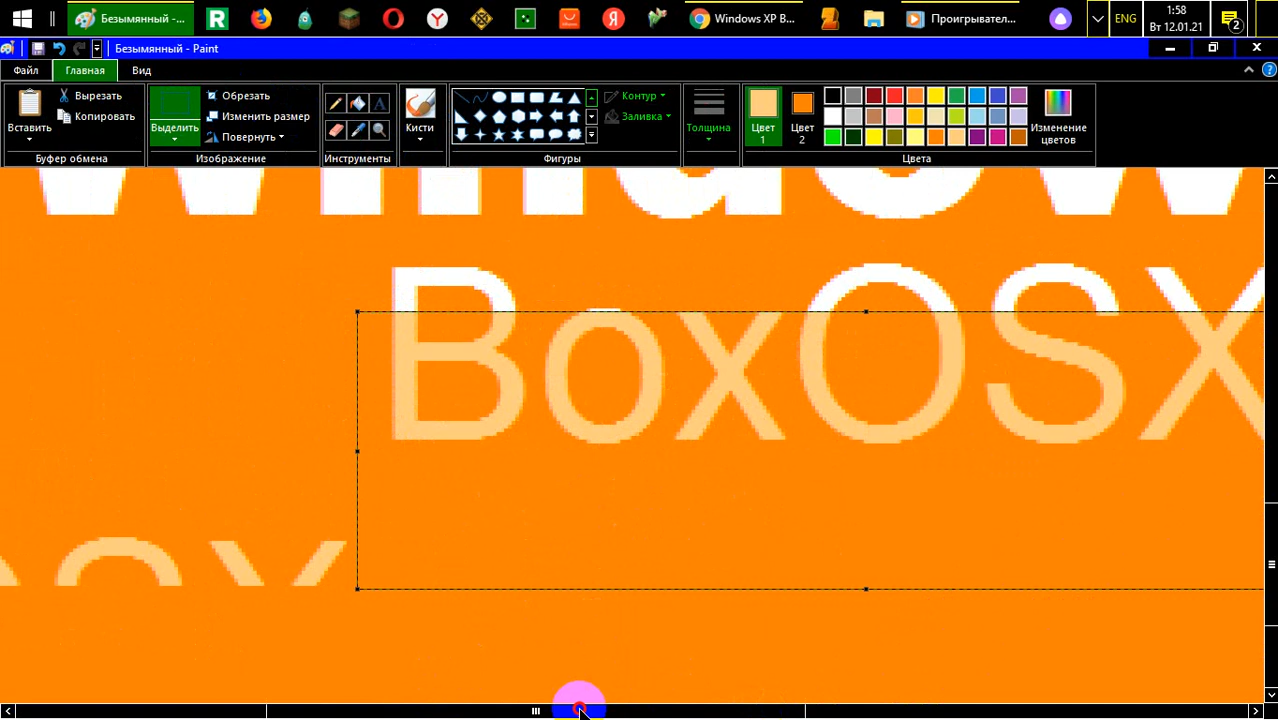 Безымянный -...
Windows XP B...
Проигрывател...
ENG
1:58
Вт 12.01.21
2
Безымянный - Paint
Файл
Главная
Вид
Вставить
Вырезать
Копировать
Буфер обмена
Выделить
Обрезать
Изменить размер
Повернуть
Изображение
Инструменты
Кисти
Контур
Заливка
Фигуры
Толщина
Цвет
1
Цвет
2
Изменение
цветов
Цвета
Window
BoxOSX